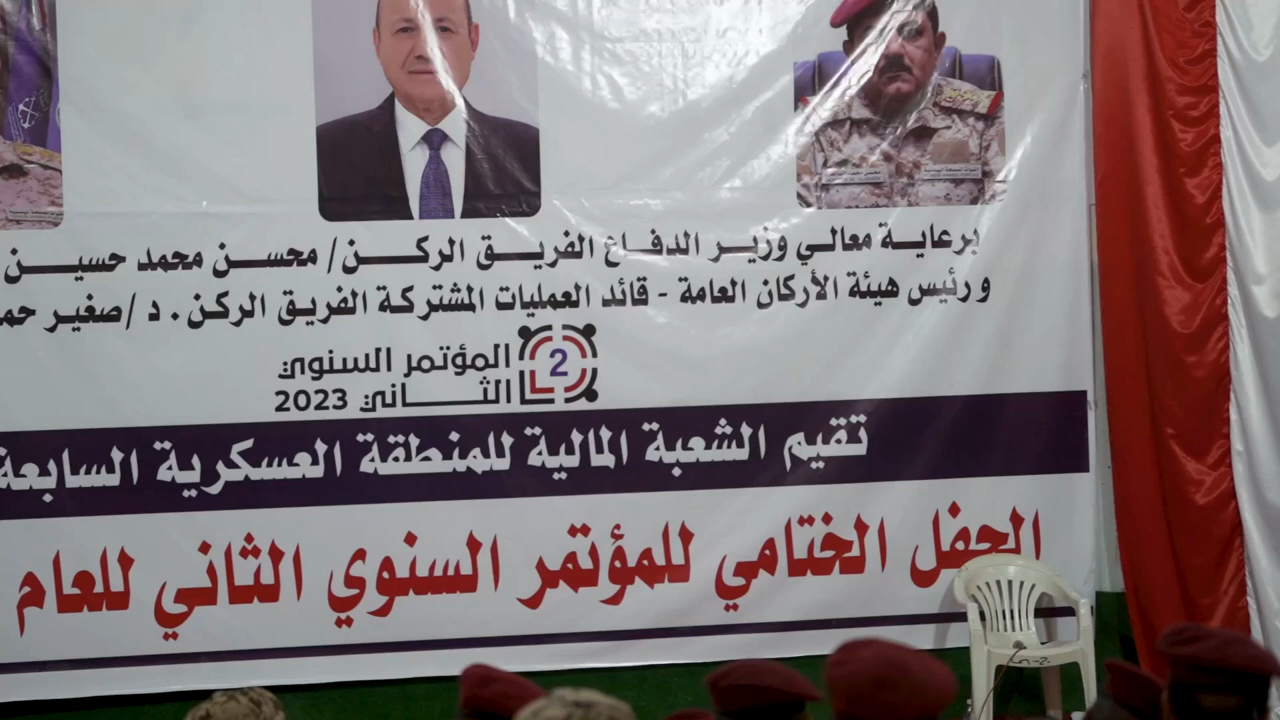 برعاية معالي وزير الدفاع الفريق الركن/ محسن محمد حسين
و رئيس هيئة الأركان العامة - قائد العمليات المشتركة الفريق الركن . د /صغير
2
المؤتمر السنوي
الثاني 2023
تقيم الشعبة المالية للمنطقة العسكرية السابعة
الحفل الختامي للمؤتمر السنوي الثاني للعام